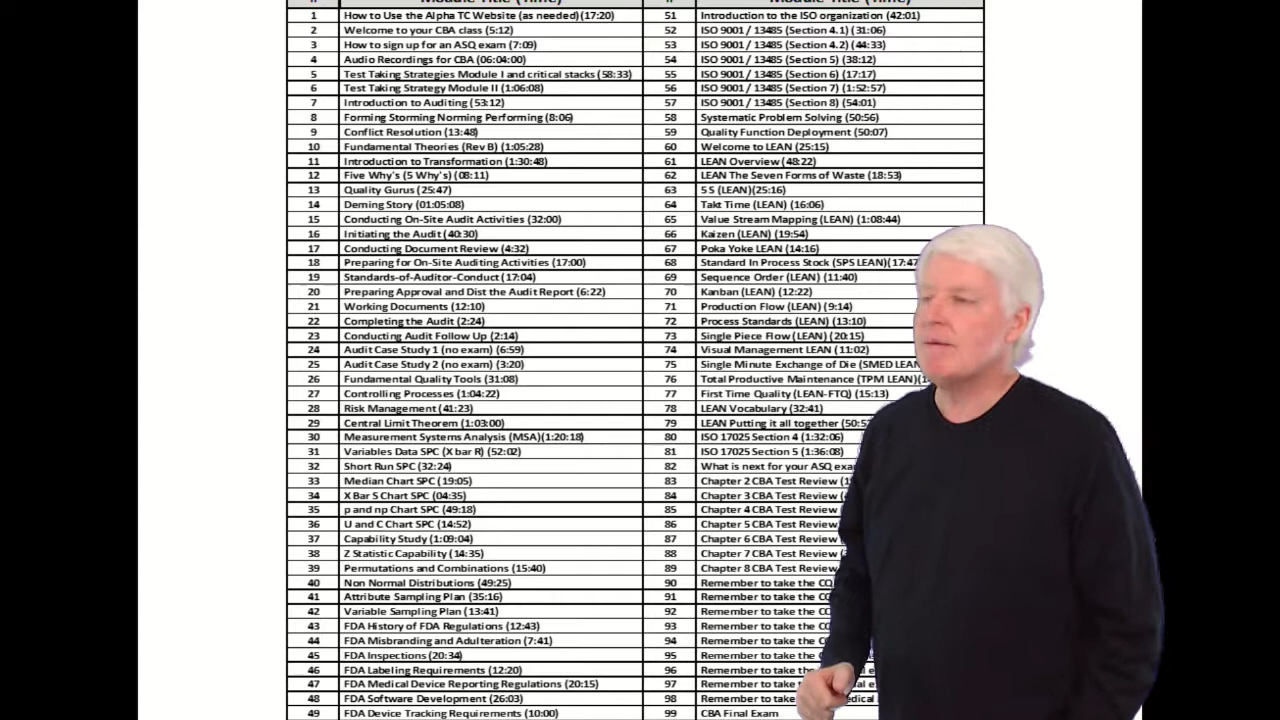 # Module Title (Time) # Module Title (Time)
1 How to Use the Alpha TC Website (as needed)(17:20) 51 Introduction to the ISO organization (42:01)
2 Welcome to your CBA class (5:12) 52 ISO 9001 / 13485 (Section 4.1) (31:06)
3 How to sign up for an ASQ exam (7:09) 53 ISO 9001 / 13485 (Section 4.2) (44:33)
4 Audio Recordings for CBA (06:04:00) 54 ISO 9001 / 13485 (Section 5) (38:12)
5 Test Taking Strategies Module I and critical stacks (58:33) 55 ISO 9001 / 13485 (Section 6) (17:17)
6 Test Taking Strategy Module II (1:06:08) 56 ISO 9001 / 13485 (Section 7) (1:52:57)
7 Introduction to Auditing (53:12) 57 ISO 9001 / 13485 (Section 8) (54:01)
8 Forming Storming Norming Performing (8:06) 58 Systematic Problem Solving (50:56)
9 Conflict Resolution (13:48) 59 Quality Function Deployment (50:07)
10 Fundamental Theories (Rev B) (1:05:28) 60 Welcome to LEAN (25:15)
11 Introduction to Transformation (1:30:48) 61 LEAN Overview (48:22)
12 Five Why's (5 Why's) (08:11) 62 LEAN The Seven Forms of Waste (18:53)
13 Quality Gurus (25:47) 63 5 S (LEAN)(25:16)
14 Deming Story (01:05:08) 64 Takt Time (LEAN) (16:06)
15 Conducting On-Site Audit Activities (32:00) 65 Value Stream Mapping (LEAN) (1:08:44)
16 Initiating the Audit (40:30) 66 Kaizen (LEAN) (19:54)
17 Conducting Document Review (4:32) 67 Poka Yoke LEAN (14:16)
18 Preparing for On-Site Auditing Activities (17:00) 68 Standard In Process Stock (SPS LEAN)(17:47
19 Standards-of-Auditor-Conduct (17:04) 69 Sequence Order (LEAN) (11:40)
20 Preparing Approval and Dist the Audit Report (6:22) 70 Kanban (LEAN) (12:22)
21 Working Documents (12:10) 71 Production Flow (LEAN) (9:14)
22 Completing the Audit (2:24) 72 Process Standards (LEAN) (13:10)
23 Conducting Audit Follow Up (2:14) 73 Single Piece Flow (LEAN) (20:15)
24 Audit Case Study 1 (no exam) (6:59) 74 Visual Management LEAN (11:02)
25 Audit Case Study 2 (no exam) (3:20) 75 Single Minute Exchange of Die (SMED LEAN
26 Fundamental Quality Tools (31:08) 76 Total Productive Maintenance (TPM LEAN)
27 Controlling Processes (1:04:22) 77 First Time Quality (LEAN-FTQ) (15:13)
28 Risk Management (41:23) 78 LEAN Vocabulary (32:41)
29 Central Limit Theorem (1:03:00) 79 LEAN Putting it all together (50:5
30 Measurement Systems Analysis (MSA)(1:20:18) 80 ISO 17025 Section 4 (1:32:06)
31 Variables Data SPC (X bar R) (52:02) 81 ISO 17025 Section 5 (1:36:08)
32 Short Run SPC (32:24) 82 What is next for your ASQ exa
33 Median Chart SPC (19:05) 83 Chapter 2 CBA Test Review
34 X Bar S Chart SPC (04:35) 84 Chapter 3 CBA Test Review
35 p and np Chart SPC (49:18) 85 Chapter 4 CBA Test Review
36 U and C Chart SPC (14:52) 86 Chapter 5 CBA Test Review
37 Capability Study (1:09:04) 87 Chapter 6 CBA Test Review
38 Z Statistic Capability (14:35) 88 Chapter 7 CBA Test Review
39 Permutations and Combinations (15:40) 89 Chapter 8 CBA Test Review
40 Non Normal Distributions (49:25) 90 Remember to take the CQ
41 Attribute Sampling Plan (35:16) 91 Remember to take the
42 Variable Sampling Plan (13:41) 92 Remember to take the
43 FDA History of FDA Regulations (12:43) 93 Remember to take the
44 FDA Misbranding and Adulteration (7:41) 94 Remember to take the
45 FDA Inspections (20:34) 95 Remember to take the
46 FDA Labeling Requirements (12:20) 96 Remember to take the
47 FDA Medical Device Reporting Regulations (20:15) 97 Remember to take
48 FDA Software Development (26:03) 98 Remember to take
49 FDA Device Tracking Requirements (10:00) 99 CBA Final Exam